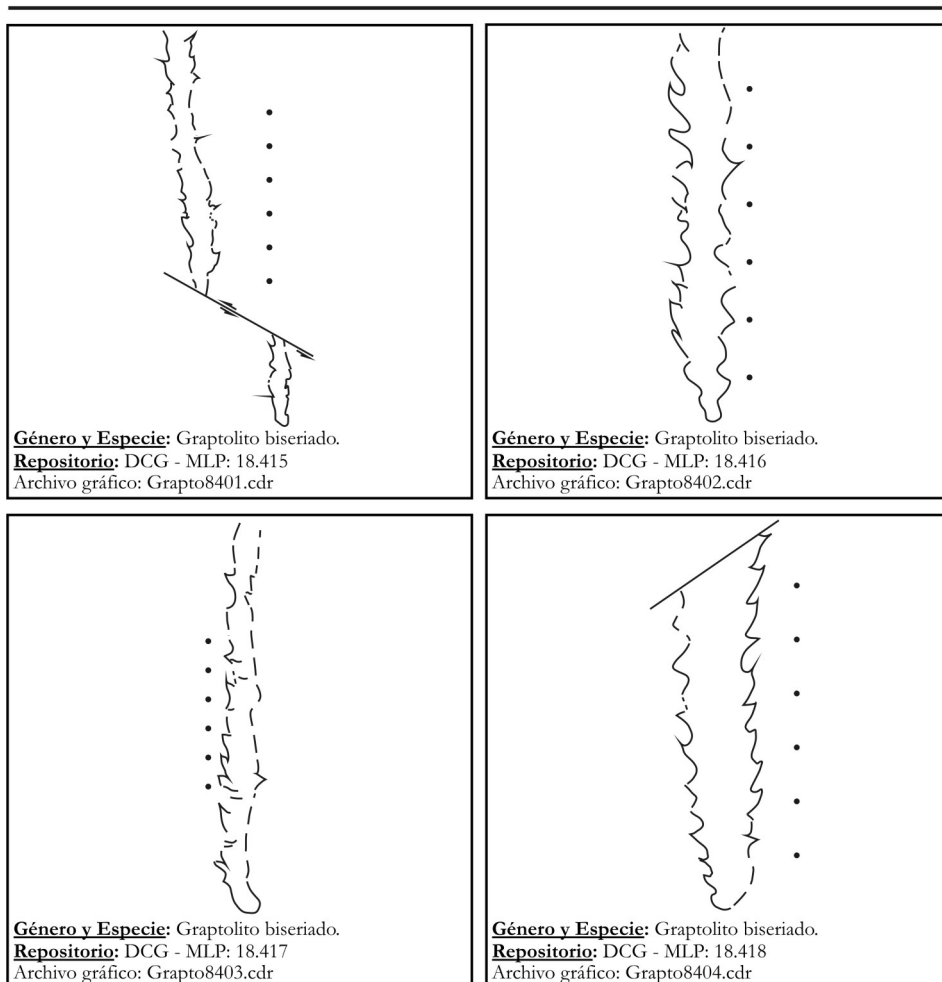 Género y Especie: Graptolito biseriado.
Repositorio: DCG - MLP: 18.415
Archivo gráfico: Grapto8401.cdr
Género y Especie: Graptolito biseriado.
Repositorio: DCG - MLP: 18.416
Archivo gráfico: Grapto8402.cdr
Género y Especie: Graptolito biseriado.
Repositorio: DCG - MLP: 18.417
Archivo gráfico: Grapto8403.cdr
Género y Especie: Graptolito biseriado.
Repositorio: DCG - MLP: 18.418
Archivo gráfico: Grapto8404.cdr